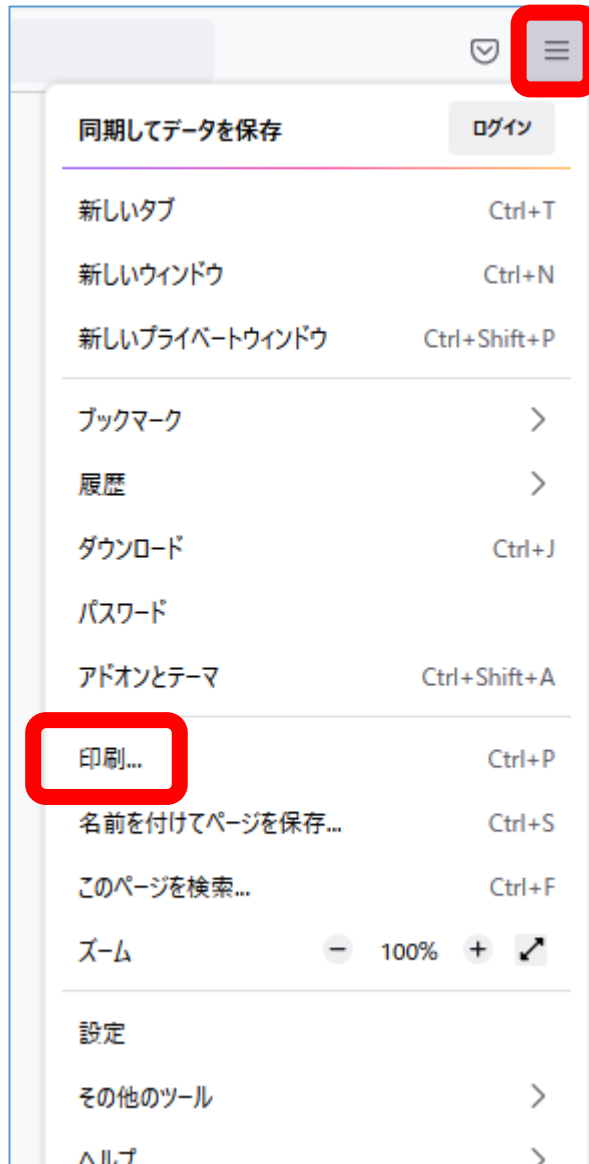 同期してデータを保存 ログイン
新しいタブ Ctrl+T
新しいウィンドウ Ctrl+N
新しいプライベートウィンドウ Ctrl+Shift+P
ブックマーク
履歴
ダウンロード Ctrl+J
パスワード
アドオンとテーマ Ctrl+Shift+A
印刷... Ctrl+P
名前を付けてページを保存... Ctrl+S
このページを検索... Ctrl+F
ズーム − 100% +
設定
その他のツール
ヘルプ